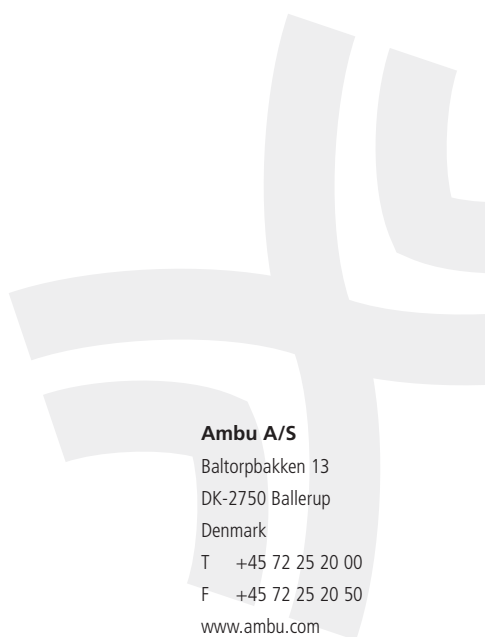 Ambu A/S
Baltorpbakken 13
DK-2750 Ballerup
Denmark
T +45 72 25 20 00
F +45 72 25 20 50
www.ambu.com